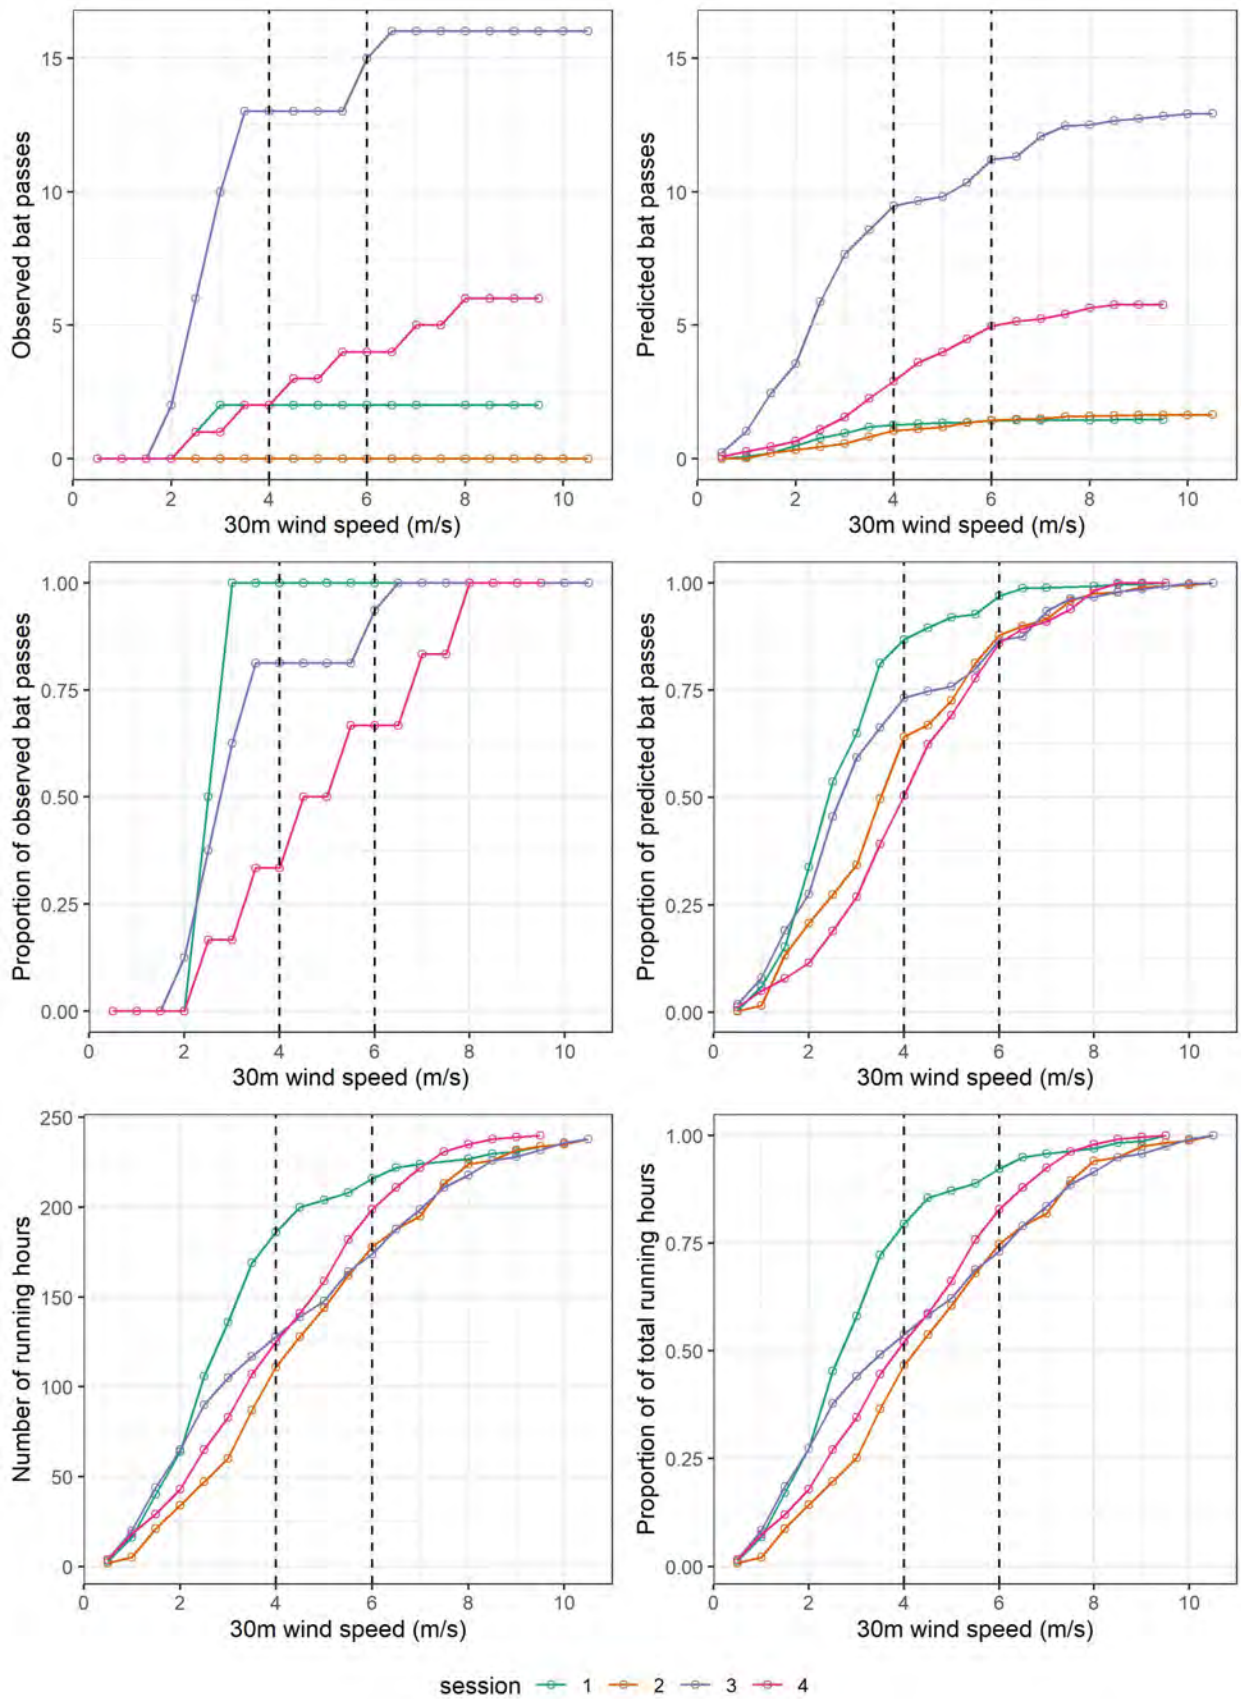 Observed bat passes
15
10
5
0
0 2 4 6 8 10
30m wind speed (m/s)
Predicted bat passes
15
10
5
0
0 2 4 6 8 10
30m wind speed (m/s)
Proportion of observed bat passes
1.00
0.75
0.50
0.25
0.00
0 2 4 6 8 10
30m wind speed (m/s)
Proportion of predicted bat passes
1.00
0.75
0.50
0.25
0.00
0 2 4 6 8 10
30m wind speed (m/s)
Number of running hours
250
200
150
100
50
0
0 2 4 6 8 10
30m wind speed (m/s)
Proportion of total running hours
1.00
0.75
0.50
0.25
0.00
0 2 4 6 8 10
30m wind speed (m/s)
session 1 2 3 4